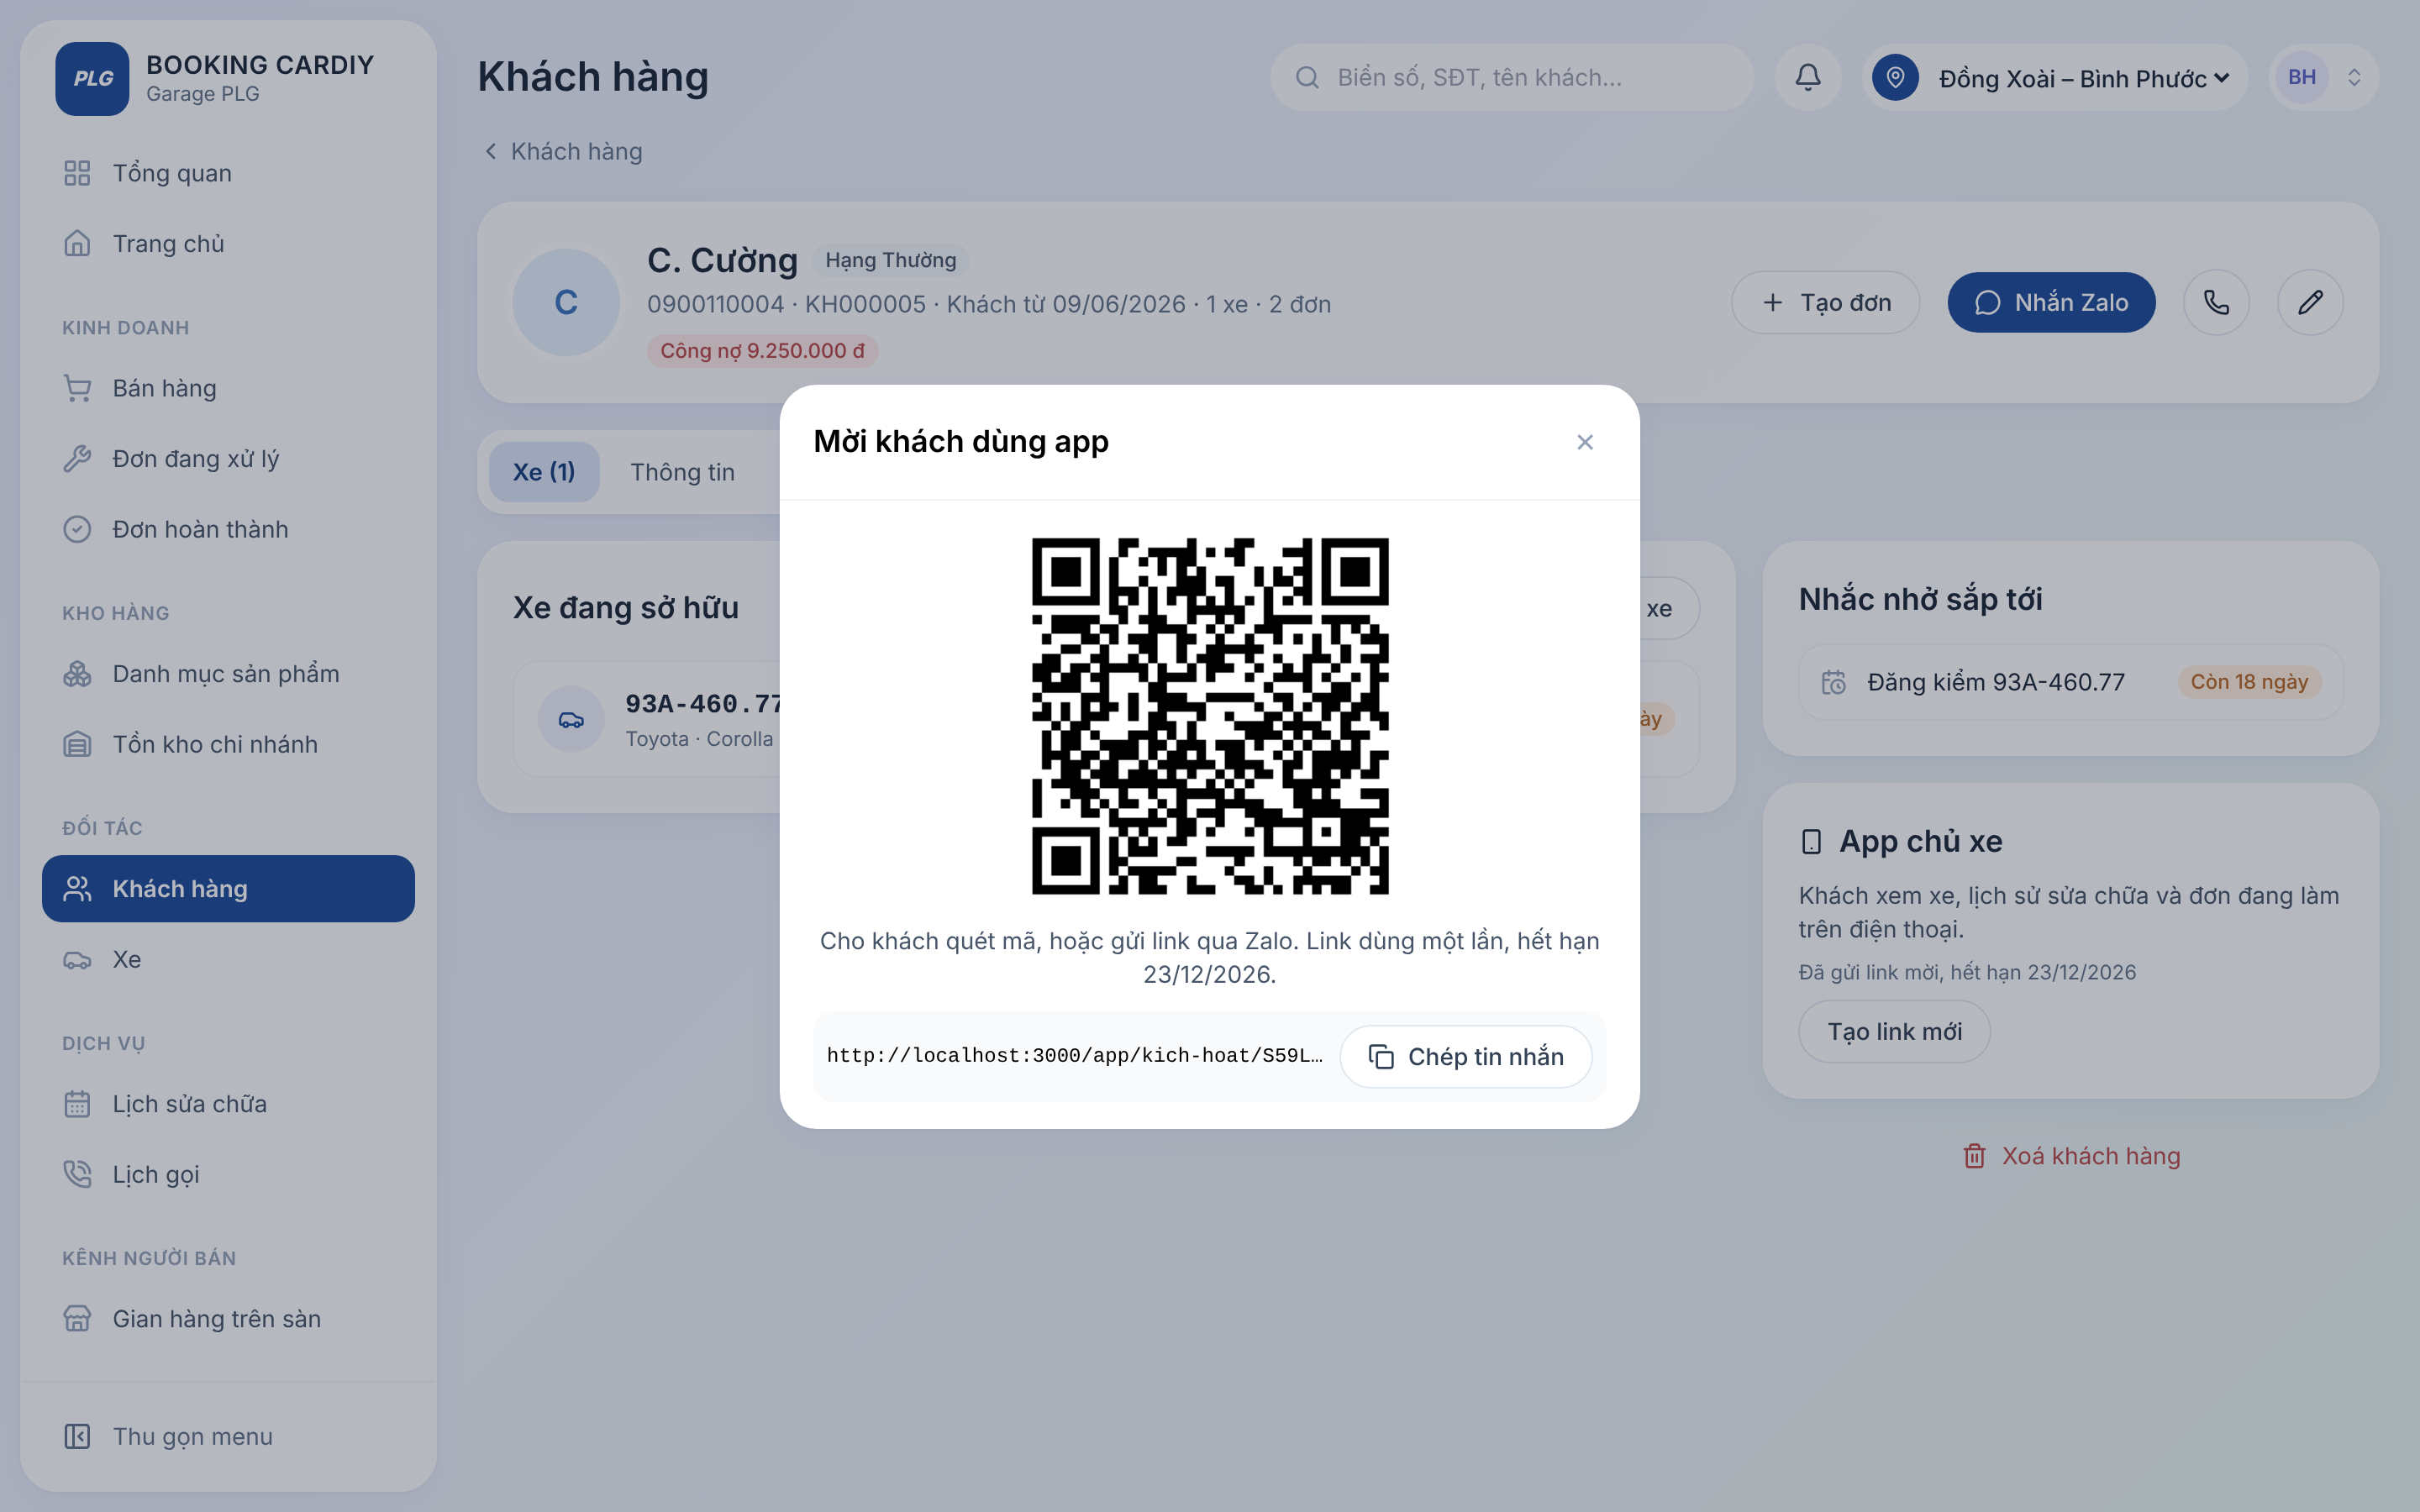 PLG
BOOKING CARDIY
Garage PLG
Tổng quan
Trang chủ
KINH DOANH
Bán hàng
Đơn đang xử lý
Đơn hoàn thành
KHO HÀNG
Danh mục sản phẩm
Tồn kho chi nhánh
ĐỐI TÁC
Khách hàng
Xe
DỊCH VỤ
Lịch sửa chữa
Lịch gọi
KÊNH NGƯỜI BÁN
Gian hàng trên sàn
Thu gọn menu
Khách hàng
Biển số, SĐT, tên khách...
Đồng Xoài – Bình Phước
BH
Khách hàng
C
C. Cường
Hạng Thường
0900110004 · KH000005 · Khách từ 09/06/2026 · 1 xe · 2 đơn
Công nợ 9.250.000 đ
Tạo đơn
Nhắn Zalo
Xe (1)
Thông tin
Xe đang sở hữu
xe
93A-460.77
Toyota · Corolla
ày
Mời khách dùng app
Cho khách quét mã, hoặc gửi link qua Zalo. Link dùng một lần, hết hạn
23/12/2026.
http://localhost:3000/app/kich-hoat/S59L…
Chép tin nhắn
Nhắc nhở sắp tới
Đăng kiểm 93A-460.77
Còn 18 ngày
App chủ xe
Khách xem xe, lịch sử sửa chữa và đơn đang làm
trên điện thoại.
Đã gửi link mời, hết hạn 23/12/2026
Tạo link mới
Xoá khách hàng